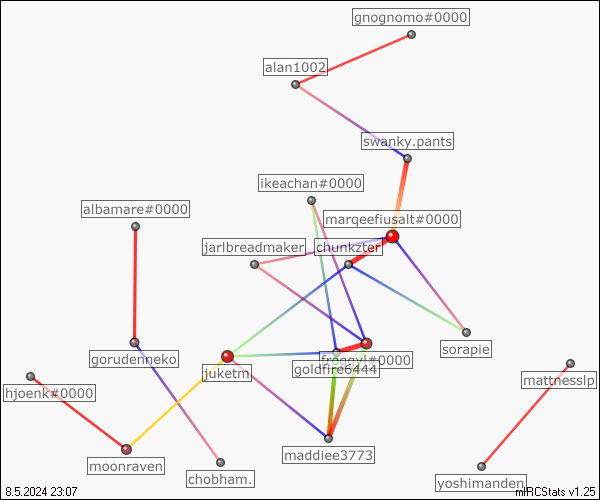 gnognomo#0000
alan1002
swanky.pants
ikeachan#0000
albamare#0000
marqeefiusalt#0000
jarlbreadmaker
chunkzter
sorapie
gorudenneko
froggyl#0000
goldfire6444
juketm
mattnesslp
hjoenk#0000
maddiee3773
moonraven
chobham.
yoshimanden
8.5.2024 23:07
mIRCStats v1.25